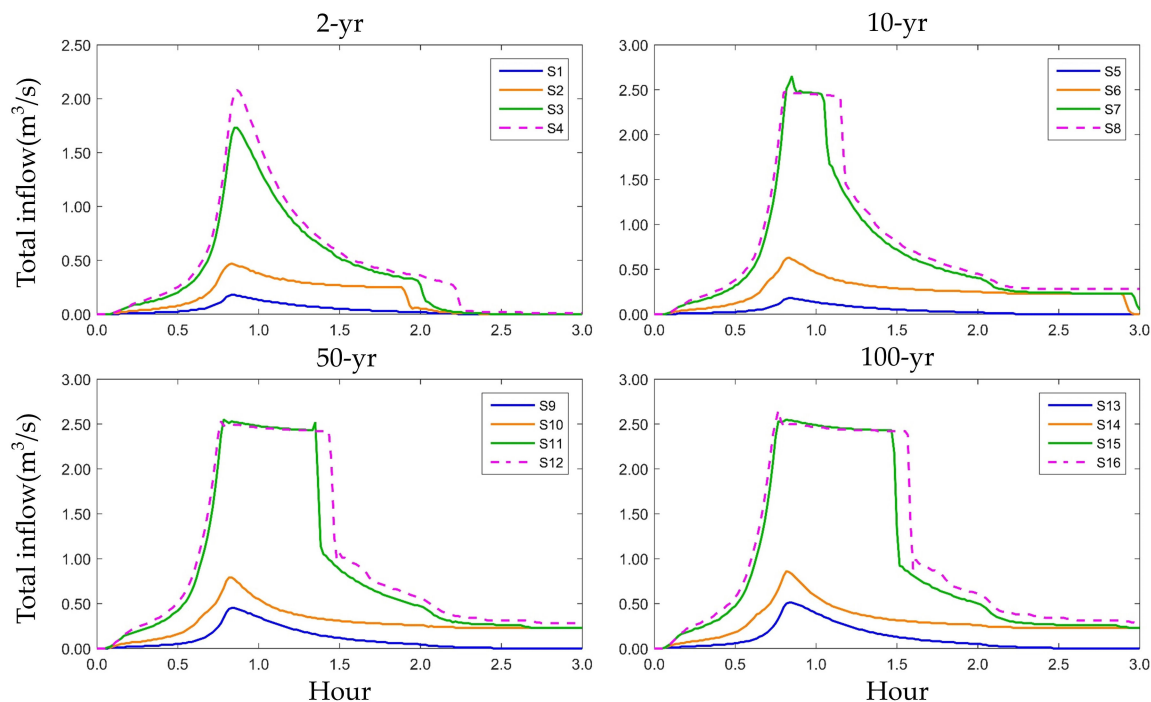 2-yr
10-yr
Total inflow(m³/s)
2.50
2.00
1.50
1.00
0.50
0.00
S1
S2
S3
S4
0.0
0.5
1.0
1.5
2.0
2.5
3.0
3.00
2.50
2.00
1.50
1.00
0.50
0.00
S5
S6
S7
S8
0.0
0.5
1.0
1.5
2.0
2.5
3.0
50-yr
100-yr
Total inflow(m³/s)
3.00
2.50
2.00
1.50
1.00
0.50
0.00
S9
S10
S11
S12
0.0
0.5
1.0
1.5
2.0
2.5
3.0
Hour
3.00
2.50
2.00
1.50
1.00
0.50
0.00
S13
S14
S15
S16
0.0
0.5
1.0
1.5
2.0
2.5
3.0
Hour